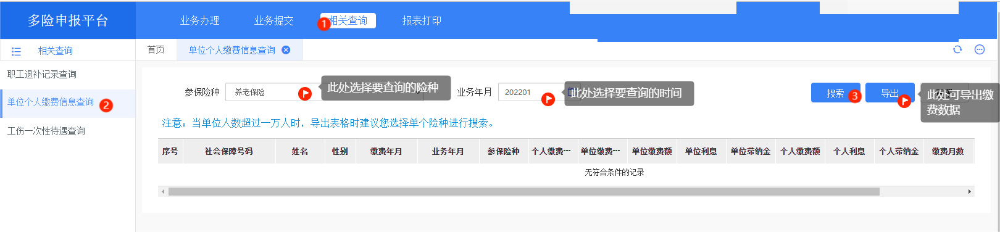 多险申报平台 业务办理 业务提交 1 相关查询 报表打印
相关查询 首页 单位个人缴费信息查询
职工退补记录查询
单位个人缴费信息查询 2
工伤一次性待遇查询
参保险种 养老保险 此处选择要查询的险种 业务年月 202201 此处选择要查询的时间 搜索 3 导出 此处可导出缴
费数据
注意：当单位人数超过一万人时，导出表格时建议您选择单个险种进行搜索。
序号 社会保障号码 姓名 性别 缴费年月 业务年月 参保险种 个人缴费··· 单位缴费··· 单位缴费额 单位利息 单位滞纳金 个人缴费额 个人利息 个人滞纳金 缴费月数
无符合条件的记录